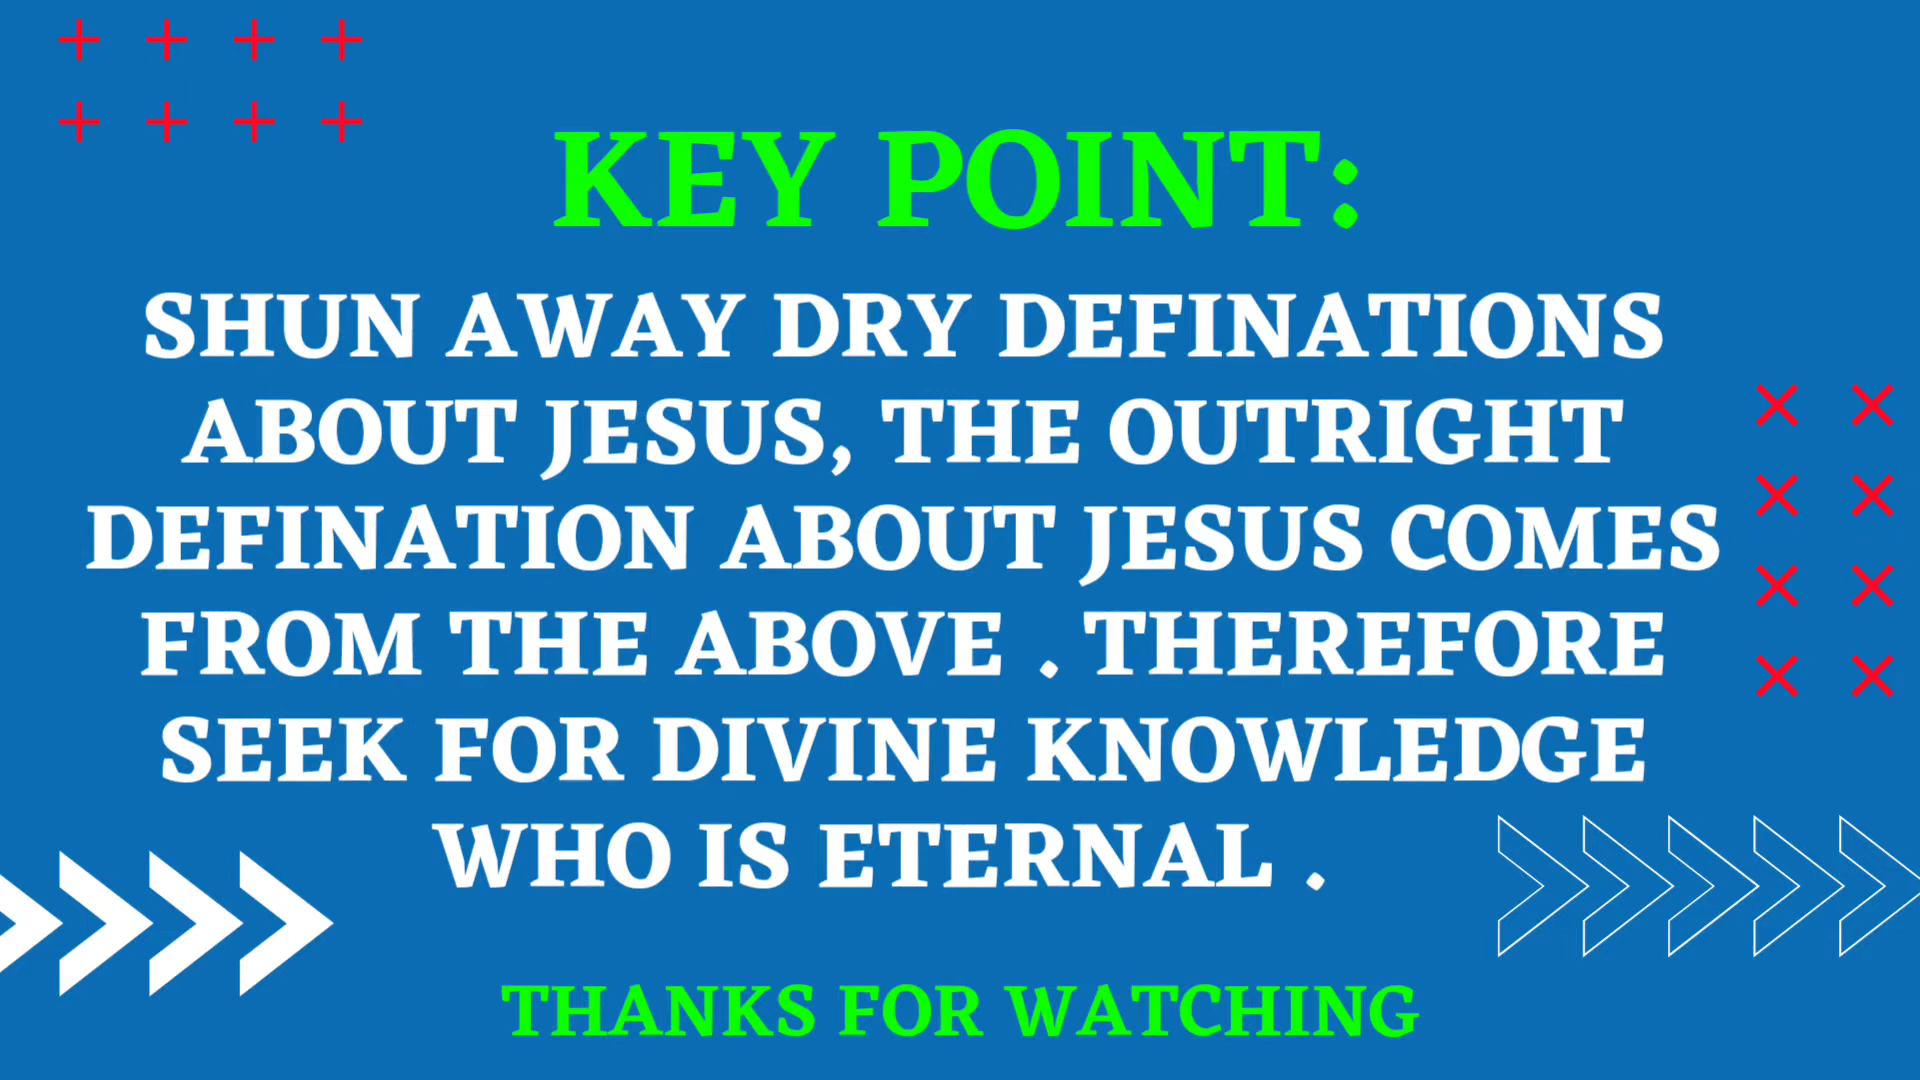 KEY POINT:
SHUN AWAY DRY DEFINATIONS
ABOUT JESUS, THE OUTRIGHT
DEFINATION ABOUT JESUS COMES
FROM THE ABOVE . THEREFORE
SEEK FOR DIVINE KNOWLEDGE
WHO IS ETERNAL .
THANKS FOR WATCHING